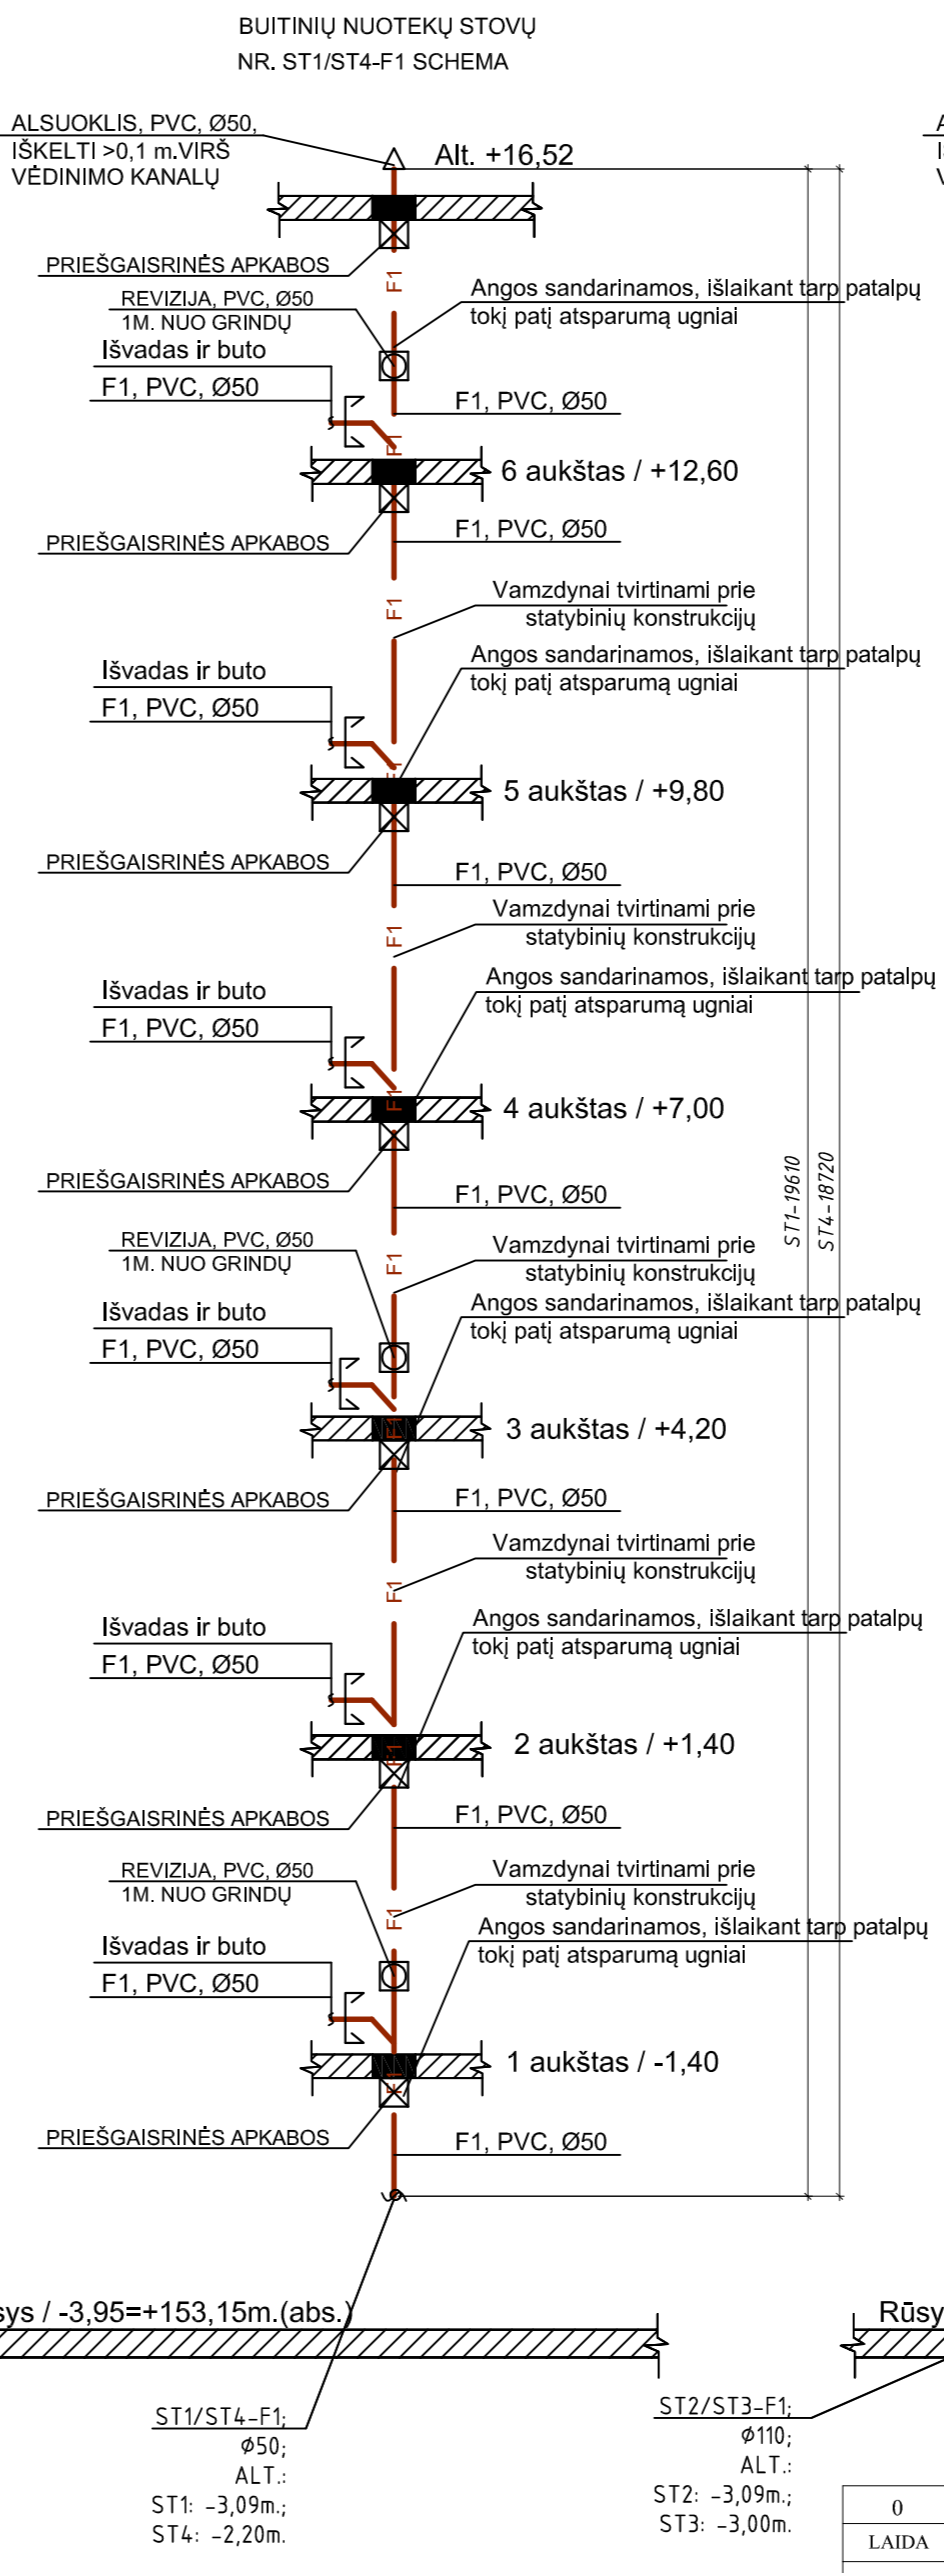 BUITINIŲ NUOTEKŲ STOVŲ
NR. ST1/ST4-F1 SCHEMA
ALSUOKLIS, PVC, Ø50,
IŠKELTI >0,1 m.VIRŠ
VĖDINIMO KANALŲ
Alt. +16,52
PRIEŠGAISRINĖS APKABOS
F1
REVIZIJA, PVC, Ø50
1M. NUO GRINDŲ
Angos sandarinamos, išlaikant tarp patalpų
tokį patį atsparumą ugniai
Išvadas ir buto
F1, PVC, Ø50
F1, PVC, Ø50
F1
6 aukštas / +12,60
PRIEŠGAISRINĖS APKABOS
F1, PVC, Ø50
F1
Vamzdynai tvirtinami prie
statybinių konstrukcijų
Angos sandarinamos, išlaikant tarp patalpų
tokį patį atsparumą ugniai
Išvadas ir buto
F1, PVC, Ø50
F1
5 aukštas / +9,80
PRIEŠGAISRINĖS APKABOS
F1, PVC, Ø50
F1
Vamzdynai tvirtinami prie
statybinių konstrukcijų
Angos sandarinamos, išlaikant tarp patalpų
tokį patį atsparumą ugniai
Išvadas ir buto
F1, PVC, Ø50
F1
4 aukštas / +7,00
PRIEŠGAISRINĖS APKABOS
F1, PVC, Ø50
ST1-19610
ST4-18720
REVIZIJA, PVC, Ø50
1M. NUO GRINDŲ
F1
Vamzdynai tvirtinami prie
statybinių konstrukcijų
Angos sandarinamos, išlaikant tarp patalpų
tokį patį atsparumą ugniai
Išvadas ir buto
F1, PVC, Ø50
F1
3 aukštas / +4,20
PRIEŠGAISRINĖS APKABOS
F1, PVC, Ø50
Vamzdynai tvirtinami prie
statybinių konstrukcijų
F1
Angos sandarinamos, išlaikant tarp patalpų
tokį patį atsparumą ugniai
Išvadas ir buto
F1, PVC, Ø50
F1
2 aukštas / +1,40
PRIEŠGAISRINĖS APKABOS
F1, PVC, Ø50
REVIZIJA, PVC, Ø50
1M. NUO GRINDŲ
Vamzdynai tvirtinami prie
statybinių konstrukcijų
F1
Angos sandarinamos, išlaikant tarp patalpų
tokį patį atsparumą ugniai
Išvadas ir buto
F1, PVC, Ø50
1 aukštas / -1,40
F1
PRIEŠGAISRINĖS APKABOS
F1, PVC, Ø50
sys / -3,95=+153,15m.(abs.)
Rūsy
ST1/ST4-F1;
Ø50;
ALT.:
ST1: -3,09m.;
ST4: -2,20m.
ST2/ST3-F1;
Ø110;
ALT.:
ST2: -3,09m.;
ST3: -3,00m.
0
LAIDA